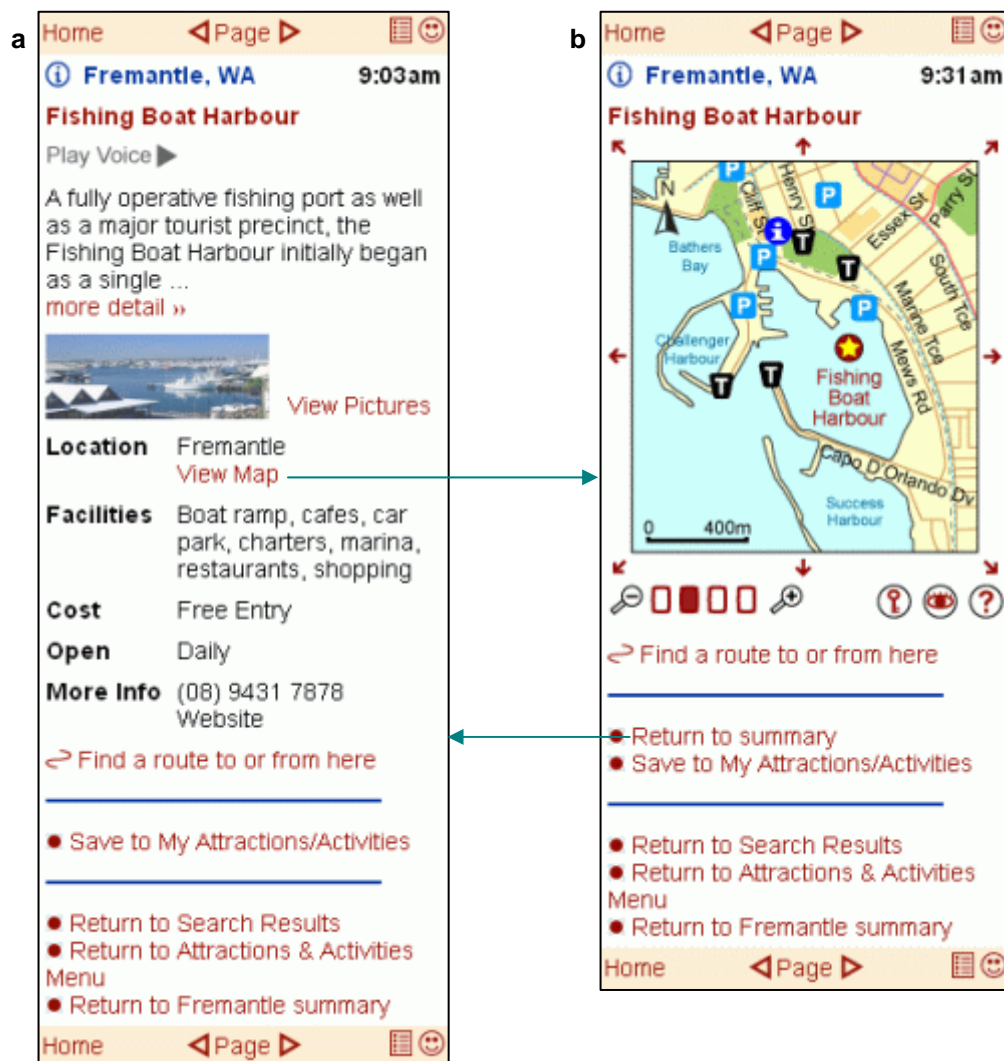 a
Home Page
Fremantle, WA 9:03am
Fishing Boat Harbour
Play Voice
A fully operative fishing port as well
as a major tourist precinct, the
Fishing Boat Harbour initially began
as a single ...
more detail ››
View Pictures
Location Fremantle
View Map
Facilities Boat ramp, cafes, car
park, charters, marina,
restaurants, shopping
Cost Free Entry
Open Daily
More Info (08) 9431 7878
Website
Find a route to or from here
Save to My Attractions/Activities
Return to Search Results
Return to Attractions & Activities
Menu
Return to Fremantle summary
Home Page
b
Home Page
Fremantle, WA 9:31am
Fishing Boat Harbour
N
P
Cliff St
Henry St
P
Essex St
Parry St
i
T
Bathers
Bay
P
T
South Tce
Marine Tce
P
P
Challenger
Harbour
Mews Rd
T
T
Fishing
Boat
Harbour
Capo D'Orlando Dv
Success
Harbour
0 400m
?
Find a route to or from here
Return to summary
Save to My Attractions/Activities
Return to Search Results
Return to Attractions & Activities
Menu
Return to Fremantle summary
Home Page